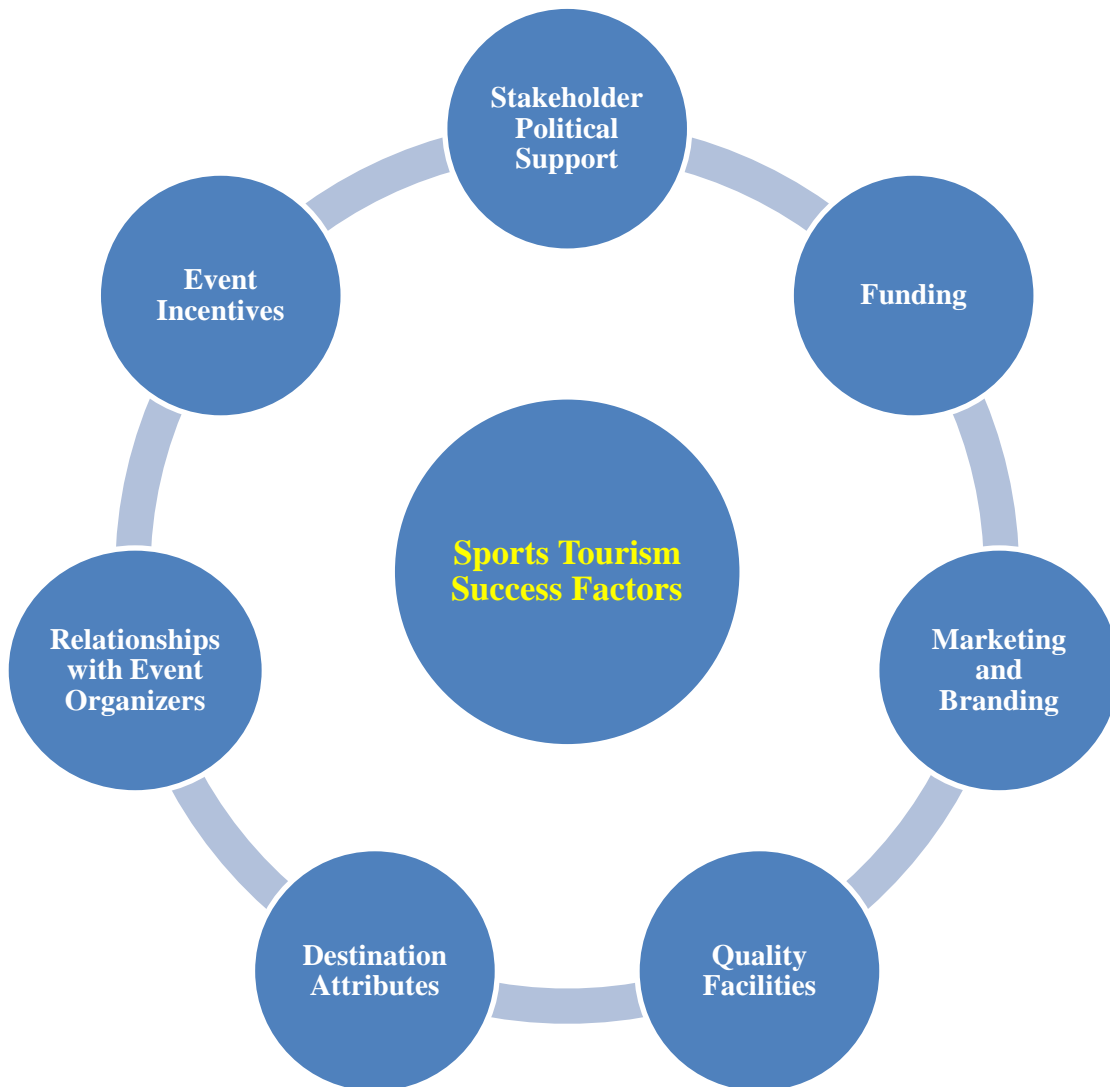 Stakeholder
Political
Support
Event
Incentives
Funding
Sports Tourism
Success Factors
Relationships
with Event
Organizers
Marketing
and
Branding
Destination
Attributes
Quality
Facilities